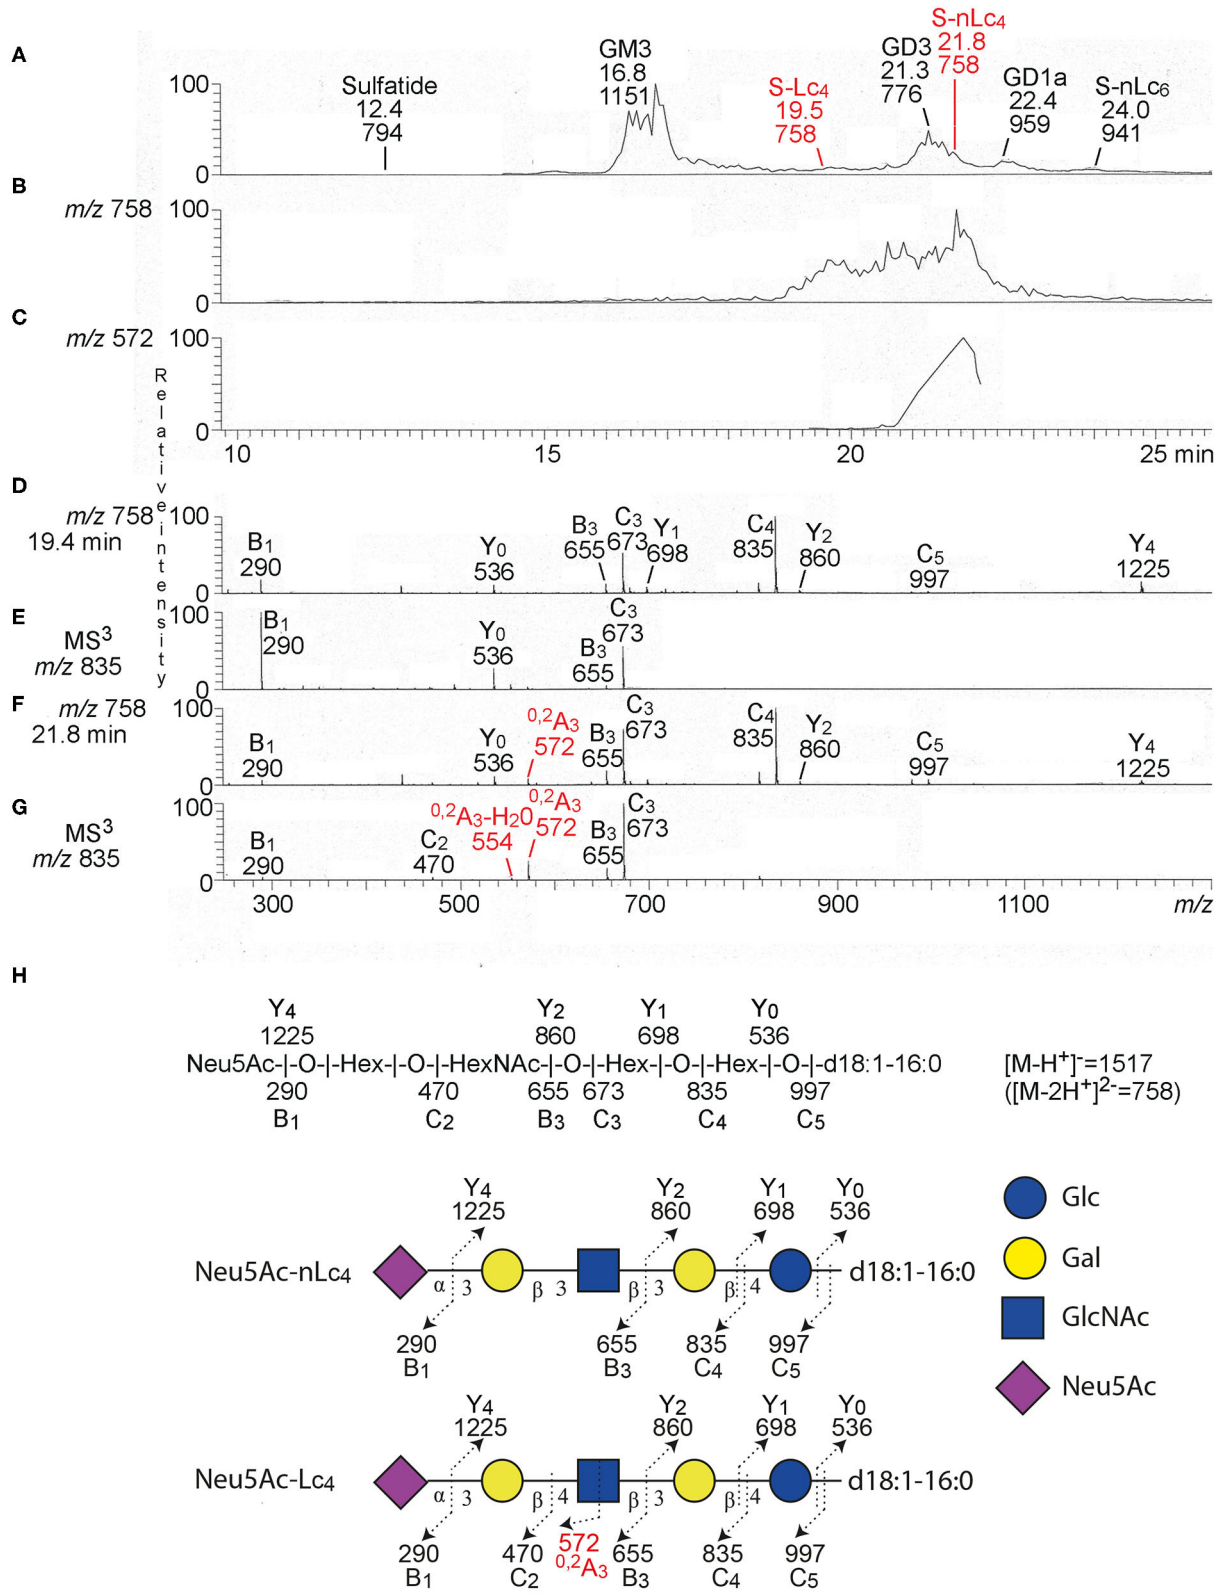 A
Sulfatide
12.4
794
GM3
16.8
1151
S-Lc4
19.5
758
GD3
21.3
776
S-nLc4
21.8
758
GD1a
22.4
959
S-nLc6
24.0
941
100
0
B
m/z 758
100
0
C
m/z 572
100
0
10 15 20 25 min
Relative intensity
D
m/z 758
19.4 min
100
0
B1
290
Y0
536
B3
655
C3
673
Y1
698
C4
835
Y2
860
C5
997
Y4
1225
E
MS3
m/z 835
100
0
B1
290
Y0
536
B3
655
C3
673
F
m/z 758
21.8 min
100
0
B1
290
Y0
536
0,2A3
572
B3
655
C3
673
C4
835
Y2
860
C5
997
Y4
1225
G
MS3
m/z 835
100
0
B1
290
C2
470
0,2A3-H20
554
0,2A3
572
B3
655
C3
673
300 500 700 900 1100 m/z
H
Y4 Y2 Y1 Y0
1225 860 698 536
Neu5Ac-|-O-|-Hex-|-O-|-HexNAc-|-O-|-Hex-|-O-|-Hex-|-O-|-d18:1-16:0
290 470 655 673 835 997
B1 C2 B3 C3 C4 C5
[M-H+]-=1517
([M-2H+]2-=758)
Y4 Y2 Y1 Y0
1225 860 698 536
Neu5Ac-nLc4
α 3 β 3 β 3 β 4
d18:1-16:0
290 655 835 997
B1 B3 C4 C5
Glc
Gal
GlcNAc
Neu5Ac
Y4 Y2 Y1 Y0
1225 860 698 536
Neu5Ac-Lc4
α 3 β 4 β 3 β 4
d18:1-16:0
290 470 572 655 835 997
B1 C2 0,2A3 B3 C4 C5